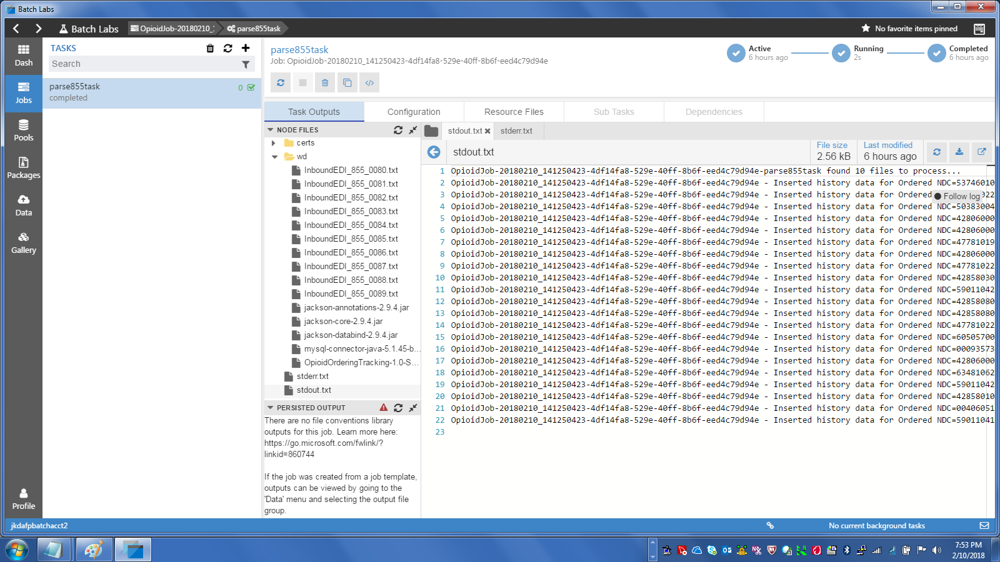 Batch Labs
Batch Labs
OpioidJob-20180210_1
parse855task
No favorite items pinned
Dash
Jobs
Pools
Packages
Data
Gallery
Profile
TASKS
Search
parse855task
0
completed
parse855task
Job: OpioidJob-20180210_141250423-4df14fa8-529e-40ff-8b6f-eed4c79d94e
Active
6 hours ago
Running
2s
Completed
6 hours ago
Task Outputs
Configuration
Resource Files
Sub Tasks
Dependencies
NODE FILES
certs
wd
InboundEDI_855_0080.txt
InboundEDI_855_0081.txt
InboundEDI_855_0082.txt
InboundEDI_855_0083.txt
InboundEDI_855_0084.txt
InboundEDI_855_0085.txt
InboundEDI_855_0086.txt
InboundEDI_855_0087.txt
InboundEDI_855_0088.txt
InboundEDI_855_0089.txt
jackson-annotations-2.9.4.jar
jackson-core-2.9.4.jar
jackson-databind-2.9.4.jar
mysql-connector-java-5.1.45-b...
OpioidOrderingTracking-1.0-S...
stderr.txt
stdout.txt
PERSISTED OUTPUT
There are no file conventions library
outputs for this job. Learn more here:
https://go.microsoft.com/fwlink/?
linkid=860744
If the job was created from a job template,
outputs can be viewed by going to the
'Data' menu and selecting the output file
group.
stdout.txt
stderr.txt
stdout.txt
File size
2.56 kB
Last modified
6 hours ago
1 OpioidJob-20180210_141250423-4df14fa8-529e-40ff-8b6f-eed4c79d94e-parse855task found 10 files to process...
2 OpioidJob-20180210_141250423-4df14fa8-529e-40ff-8b6f-eed4c79d94e - Inserted history data for Ordered NDC=53746010
3 OpioidJob-20180210_141250423-4df14fa8-529e-40ff-8b6f-eed4c79d94e - Inserted history data for Ordered 022
Follow log
4 OpioidJob-20180210_141250423-4df14fa8-529e-40ff-8b6f-eed4c79d94e - Inserted history data for Ordered NDC=50383004
5 OpioidJob-20180210_141250423-4df14fa8-529e-40ff-8b6f-eed4c79d94e - Inserted history data for Ordered NDC=42806000
6 OpioidJob-20180210_141250423-4df14fa8-529e-40ff-8b6f-eed4c79d94e - Inserted history data for Ordered NDC=42806000
7 OpioidJob-20180210_141250423-4df14fa8-529e-40ff-8b6f-eed4c79d94e - Inserted history data for Ordered NDC=47781019
8 OpioidJob-20180210_141250423-4df14fa8-529e-40ff-8b6f-eed4c79d94e - Inserted history data for Ordered NDC=42806000
9 OpioidJob-20180210_141250423-4df14fa8-529e-40ff-8b6f-eed4c79d94e - Inserted history data for Ordered NDC=47781022
10 OpioidJob-20180210_141250423-4df14fa8-529e-40ff-8b6f-eed4c79d94e - Inserted history data for Ordered NDC=42858030
11 OpioidJob-20180210_141250423-4df14fa8-529e-40ff-8b6f-eed4c79d94e - Inserted history data for Ordered NDC=59011042
12 OpioidJob-20180210_141250423-4df14fa8-529e-40ff-8b6f-eed4c79d94e - Inserted history data for Ordered NDC=42858080
13 OpioidJob-20180210_141250423-4df14fa8-529e-40ff-8b6f-eed4c79d94e - Inserted history data for Ordered NDC=42858080
14 OpioidJob-20180210_141250423-4df14fa8-529e-40ff-8b6f-eed4c79d94e - Inserted history data for Ordered NDC=47781022
15 OpioidJob-20180210_141250423-4df14fa8-529e-40ff-8b6f-eed4c79d94e - Inserted history data for Ordered NDC=60505700
16 OpioidJob-20180210_141250423-4df14fa8-529e-40ff-8b6f-eed4c79d94e - Inserted history data for Ordered NDC=00093573
17 OpioidJob-20180210_141250423-4df14fa8-529e-40ff-8b6f-eed4c79d94e - Inserted history data for Ordered NDC=42806000
18 OpioidJob-20180210_141250423-4df14fa8-529e-40ff-8b6f-eed4c79d94e - Inserted history data for Ordered NDC=63481062
19 OpioidJob-20180210_141250423-4df14fa8-529e-40ff-8b6f-eed4c79d94e - Inserted history data for Ordered NDC=59011042
20 OpioidJob-20180210_141250423-4df14fa8-529e-40ff-8b6f-eed4c79d94e - Inserted history data for Ordered NDC=42858010
21 OpioidJob-20180210_141250423-4df14fa8-529e-40ff-8b6f-eed4c79d94e - Inserted history data for Ordered NDC=00406051
22 OpioidJob-20180210_141250423-4df14fa8-529e-40ff-8b6f-eed4c79d94e - Inserted history data for Ordered NDC=59011041
23
jkdafpbatchacct2
No current background tasks
7:53 PM
2/10/2018